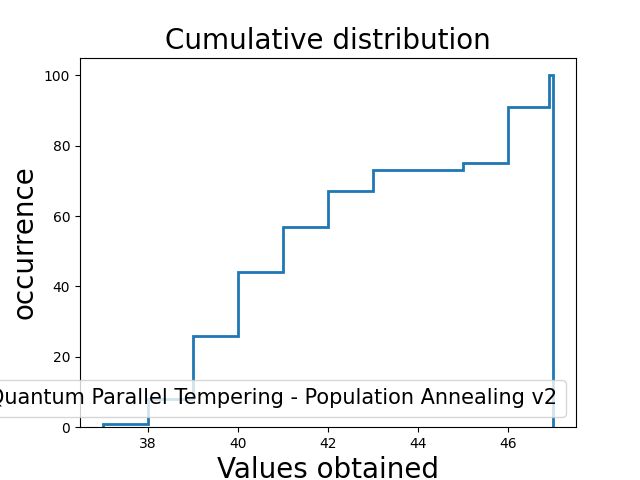 Cumulative distribution
100
80
60
40
20
0
occurrence
Quantum Parallel Tempering - Population Annealing v2
38 40 42 44 46
Values obtained